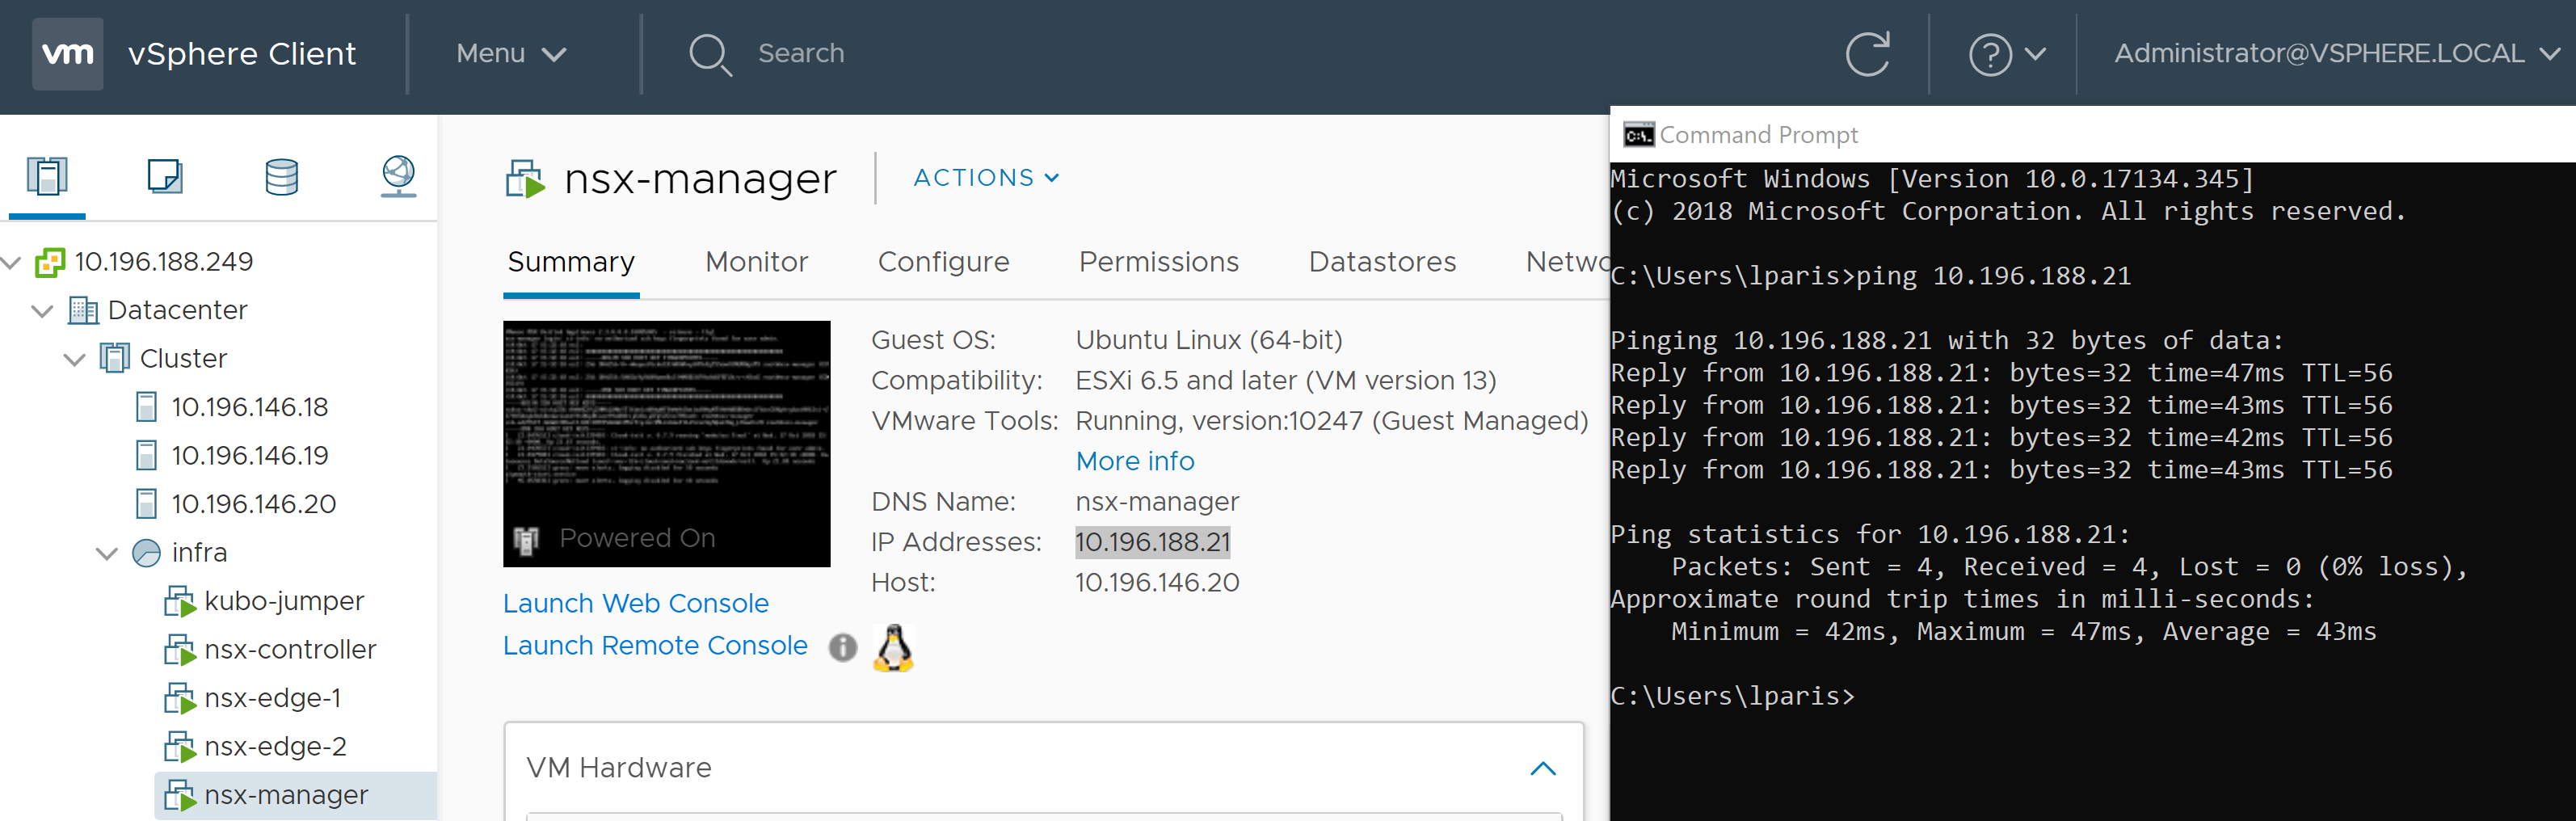 vm vSphere Client Menu Search Administrator@VSPHERE.LOCAL
10.196.188.249
Datacenter
Cluster
10.196.146.18
10.196.146.19
10.196.146.20
infra
kubo-jumper
nsx-controller
nsx-edge-1
nsx-edge-2
nsx-manager
nsx-manager ACTIONS
Summary Monitor Configure Permissions Datastores Netwo
Powered On
Launch Web Console
Launch Remote Console
Guest OS: Ubuntu Linux (64-bit)
Compatibility: ESXi 6.5 and later (VM version 13)
VMware Tools: Running, version:10247 (Guest Managed)
More info
DNS Name: nsx-manager
IP Addresses: 10.196.188.21
Host: 10.196.146.20
VM Hardware
Command Prompt
Microsoft Windows [Version 10.0.17134.345]
(c) 2018 Microsoft Corporation. All rights reserved.
C:\Users\lparis>ping 10.196.188.21
Pinging 10.196.188.21 with 32 bytes of data:
Reply from 10.196.188.21: bytes=32 time=47ms TTL=56
Reply from 10.196.188.21: bytes=32 time=43ms TTL=56
Reply from 10.196.188.21: bytes=32 time=42ms TTL=56
Reply from 10.196.188.21: bytes=32 time=43ms TTL=56
Ping statistics for 10.196.188.21:
Packets: Sent = 4, Received = 4, Lost = 0 (0% loss),
Approximate round trip times in milli-seconds:
Minimum = 42ms, Maximum = 47ms, Average = 43ms
C:\Users\lparis>